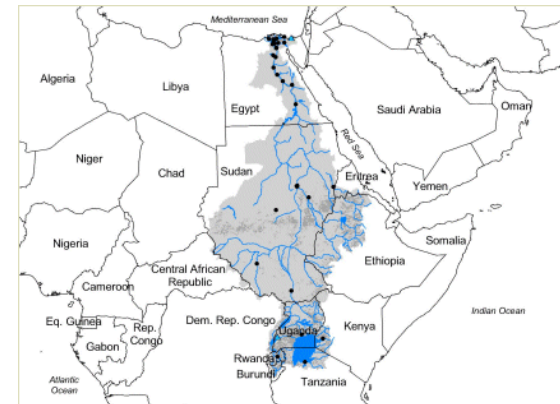 Mediterranean Sea
Algeria
Libya
Egypt
Saudi Arabia
Oman
Red Sea
Niger
Chad
Sudan
Eritrea
Yemen
Nigeria
Somalia
Ethiopia
Central African
Republic
Cameroon
Eq. Guinea
Rep.
Congo
Dem. Rep. Congo
Uganda
Kenya
Indian Ocean
Gabon
Rwanda
Burundi
Tanzania
Atlantic
Ocean